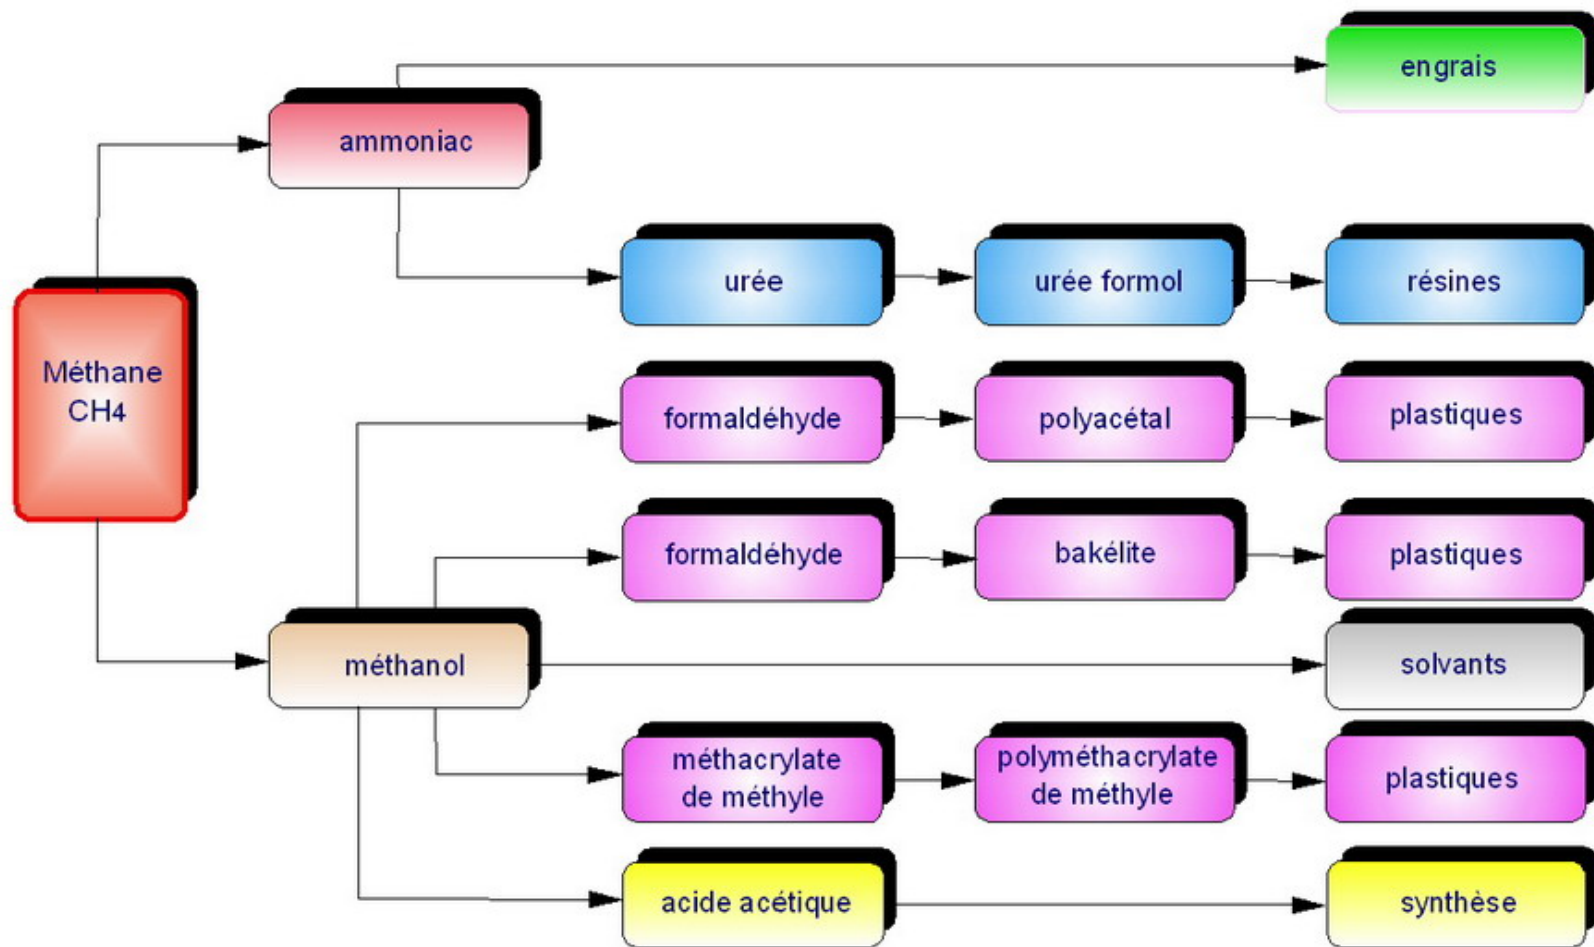 engrais
ammoniac
urée
urée formol
résines
Méthane
CH4
formaldéhyde
polyacétal
plastiques
formaldéhyde
bakélite
plastiques
méthanol
solvants
méthacrylate
de méthyle
polyméthacrylate
de méthyle
plastiques
acide acétique
synthèse